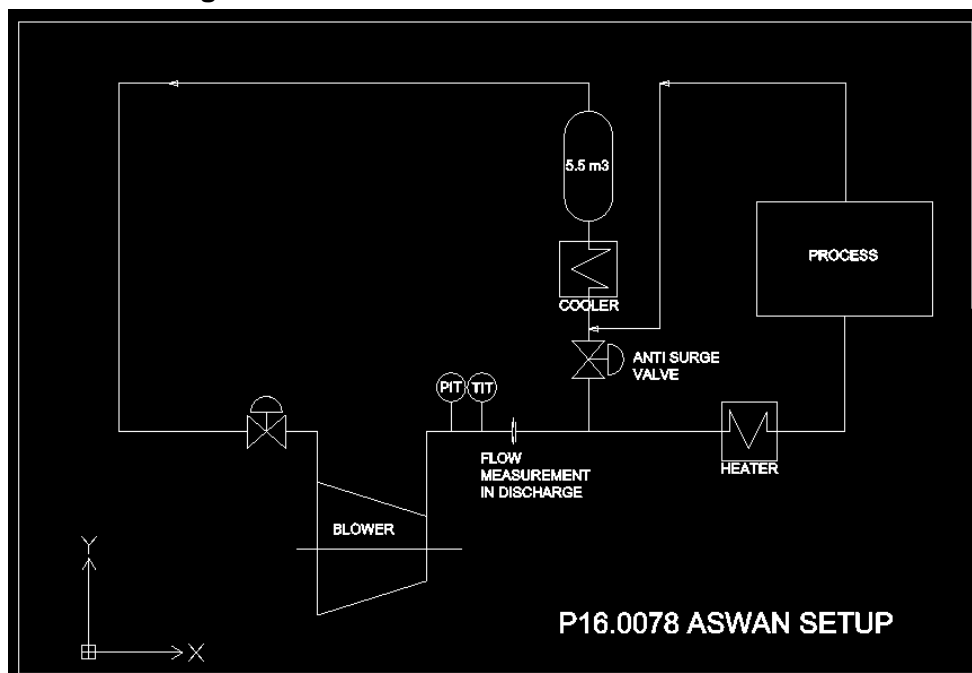 5.5 m3
PROCESS
COOLER
ANTI SURGE
VALVE
PIT
TIT
FLOW
MEASUREMENT
IN DISCHARGE
HEATER
BLOWER
Y
X
P16.0078 ASWAN SETUP